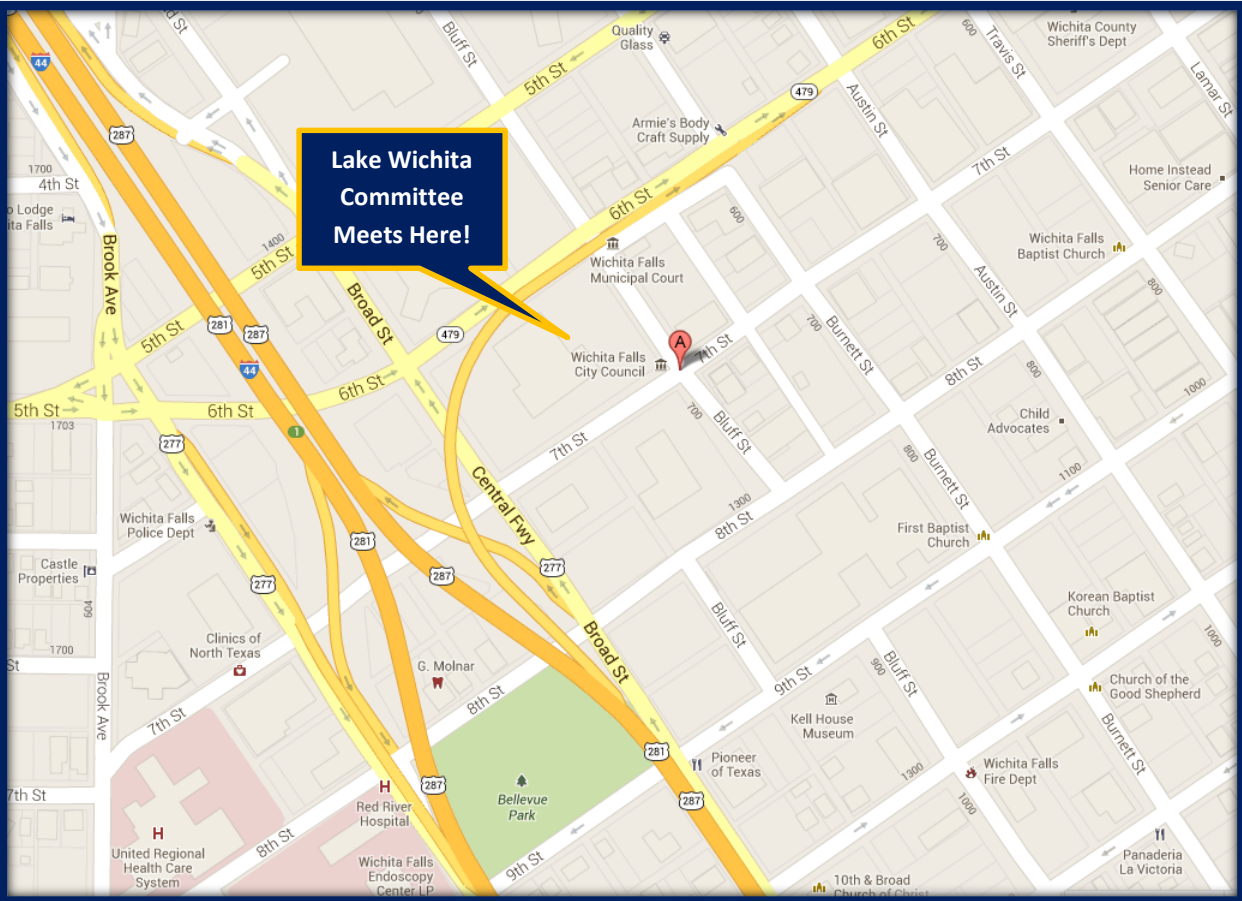 Lake Wichita
Committee
Meets Here!
44
287
1700
4th St
Lodge
Brook Ave
1400
5th St
5th St
281
287
44
Broad St
6th St
479
Bluff St
Quality
Glass
5th St
6th St
600
Travis St
Wichita County
Sheriff's Dept
Lamar St
479
Austin St
Armie's Body
Craft Supply
7th St
Home Instead
Senior Care
6th St
600
Wichita Falls
Municipal Court
700
Wichita Falls
Baptist Church
Austin St
800
Wichita Falls
City Council
A
7th St
700
Burnett St
8th St
800
1000
700
Bluff St
Child
Advocates
5th St
1703
6th St
1
277
7th St
Central Fwy
800
Burnett St
1100
1300
8th St
First Baptist
Church
Wichita Falls
Police Dept
281
287
277
Castle
Properties
604
277
Korean Baptist
Church
1000
Bluff St
Clinics of
North Texas
G. Molnar
Broad St
1700
St
Brook Ave
7th St
8th St
9th St
900
Bluff St
Kell House
Museum
Church of the
Good Shepherd
Burnett St
281
Pioneer
of Texas
1300
Wichita Falls
Fire Dept
1000
7th St
287
287
H
Red River
Hospital
Bellevue
Park
H
United Regional
Health Care
System
8th St
Wichita Falls
Endoscopy
Center LP
9th St
10th & Broad
Church of Christ
Panaderia
La Victoria